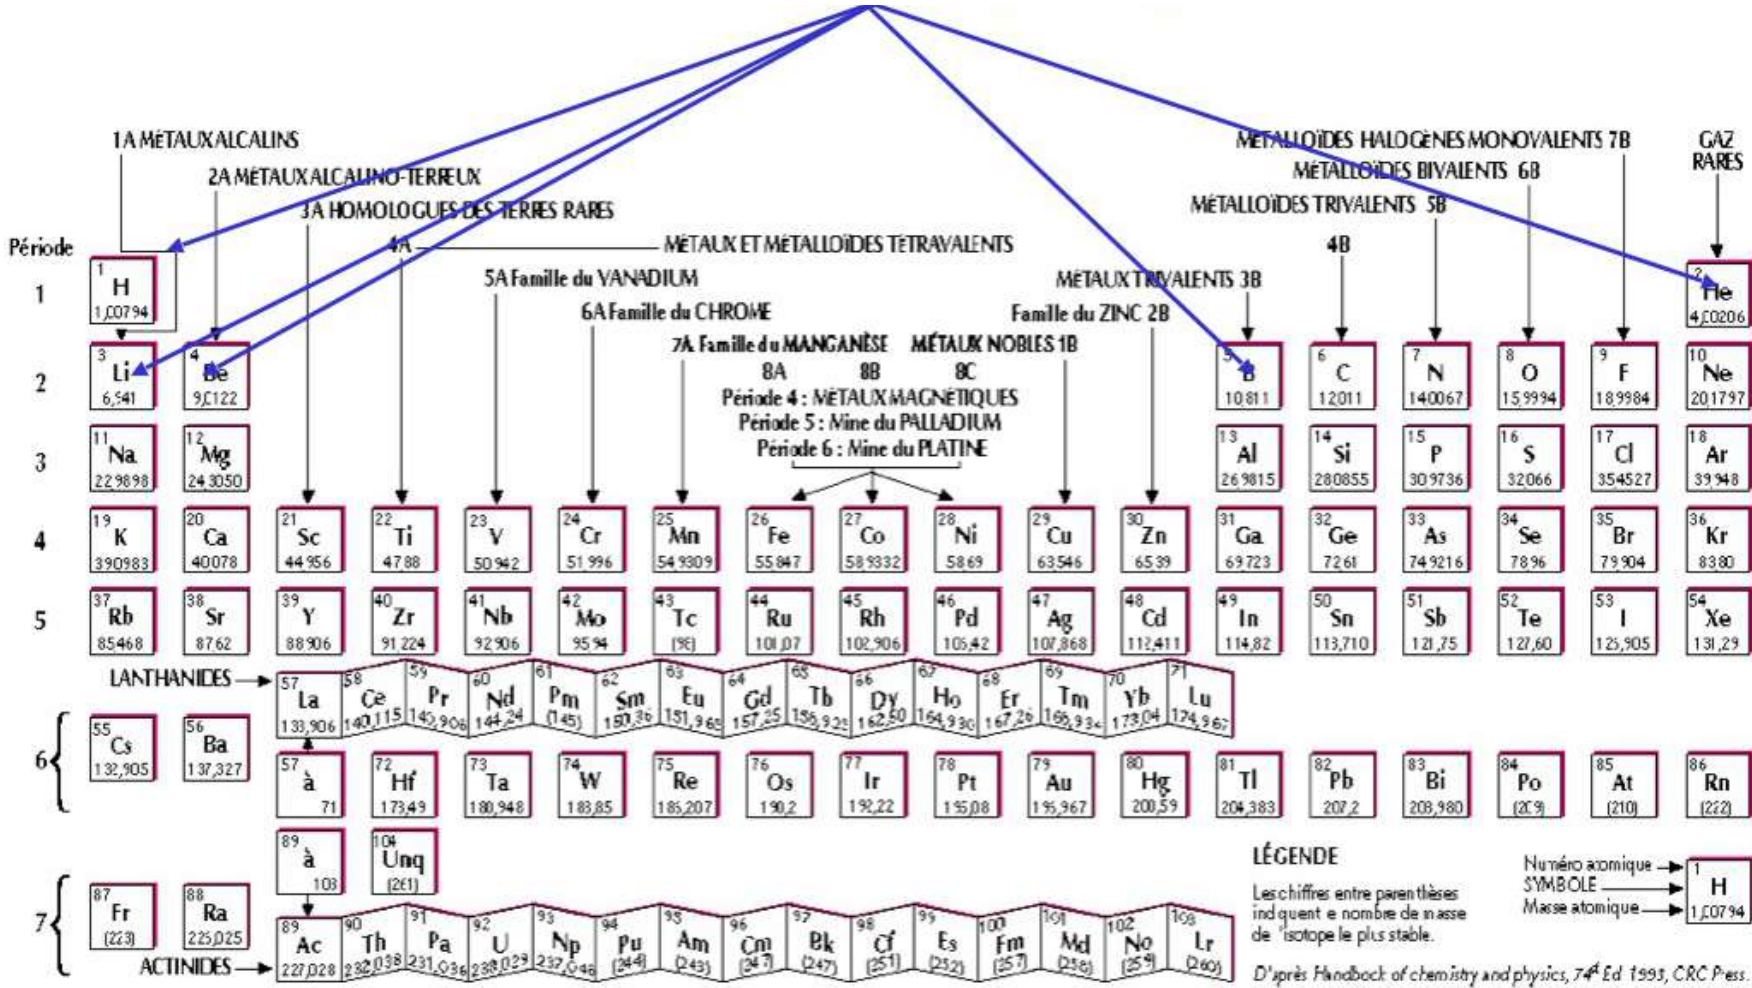 1A MÉTAUX ALCALINS
MÉTALLOÏDES HALOGÈNES MONOVALENTS 7B
GAZ
RARES
2A MÉTAUX ALCALINO-TERREUX
MÉTALLOÏDES BIVALENTS 6B
3A HOMOLOGUES DES TERRES RARES
MÉTALLOÏDES TRIVALENTS 5B
Période
4A
MÉTAUX ET MÉTALLOÏDES TÉTRAVALENTS
4B
5A Famille du VANADIUM
MÉTAUX TRIVALENTS 3B
6A Famille du CHROME
Famille du ZINC 2B
7A Famille du MANGANÈSE
MÉTAUX NOBLES 1B
8A 8B 8C
Période 4 : MÉTAUX MAGNÉTIQUES
Période 5 : Mine du PALLADIUM
Période 6 : Mine du PLATINE
1
1 H 1,00794
2 He 4,00206
2
3 Li 6,941
4 Be 9,0122
5 B 10,811
6 C 12,011
7 N 14,0067
8 O 15,9994
9 F 18,9984
10 Ne 20,1797
3
11 Na 22,9898
12 Mg 24,3050
13 Al 26,9815
14 Si 28,0855
15 P 30,9736
16 S 32,066
17 Cl 35,4527
18 Ar 39,948
4
19 K 39,0983
20 Ca 40,078
21 Sc 44,956
22 Ti 47,88
23 V 50,942
24 Cr 51,996
25 Mn 54,9309
26 Fe 55,847
27 Co 58,9332
28 Ni 58,69
29 Cu 63,546
30 Zn 65,39
31 Ga 69,723
32 Ge 72,61
33 As 74,9216
34 Se 78,96
35 Br 79,904
36 Kr 83,80
5
37 Rb 85,468
38 Sr 87,62
39 Y 88,906
40 Zr 91,224
41 Nb 92,906
42 Mo 95,94
43 Tc (98)
44 Ru 101,07
45 Rh 102,906
46 Pd 106,42
47 Ag 107,868
48 Cd 112,411
49 In 114,82
50 Sn 118,710
51 Sb 121,75
52 Te 127,60
53 I 126,905
54 Xe 131,29
LANTHANIDES
57 La 138,906
58 Ce 140,115
59 Pr 140,906
60 Nd 144,24
61 Pm (145)
62 Sm 150,36
63 Eu 151,965
64 Gd 157,25
65 Tb 158,925
66 Dy 162,50
67 Ho 164,930
68 Er 167,26
69 Tm 168,934
70 Yb 173,04
71 Lu 174,967
6
55 Cs 132,905
56 Ba 137,327
57 à 71
72 Hf 178,49
73 Ta 180,948
74 W 183,85
75 Re 186,207
76 Os 190,2
77 Ir 192,22
78 Pt 195,08
79 Au 196,967
80 Hg 200,59
81 Tl 204,383
82 Pb 207,2
83 Bi 208,980
84 Po (209)
85 At (210)
86 Rn (222)
89 à 103
104 Unq (261)
7
87 Fr (223)
88 Ra 226,025
ACTINIDES
89 Ac 227,028
90 Th 232,038
91 Pa 231,036
92 U 238,029
93 Np 237,048
94 Pu (244)
95 Am (243)
96 Cm (247)
97 Bk (247)
98 Cf (251)
99 Es (252)
100 Fm (257)
101 Md (258)
102 No (259)
103 Lr (260)
LÉGENDE
Les chiffres entre parenthèses
indiquent le nombre de masse
de l'isotope le plus stable.
Numéro atomique
SYMBOLE
Masse atomique
1
H
1,00794
D'après Handbock of chemistry and physics, 74d Ed 1993, CRC Press.